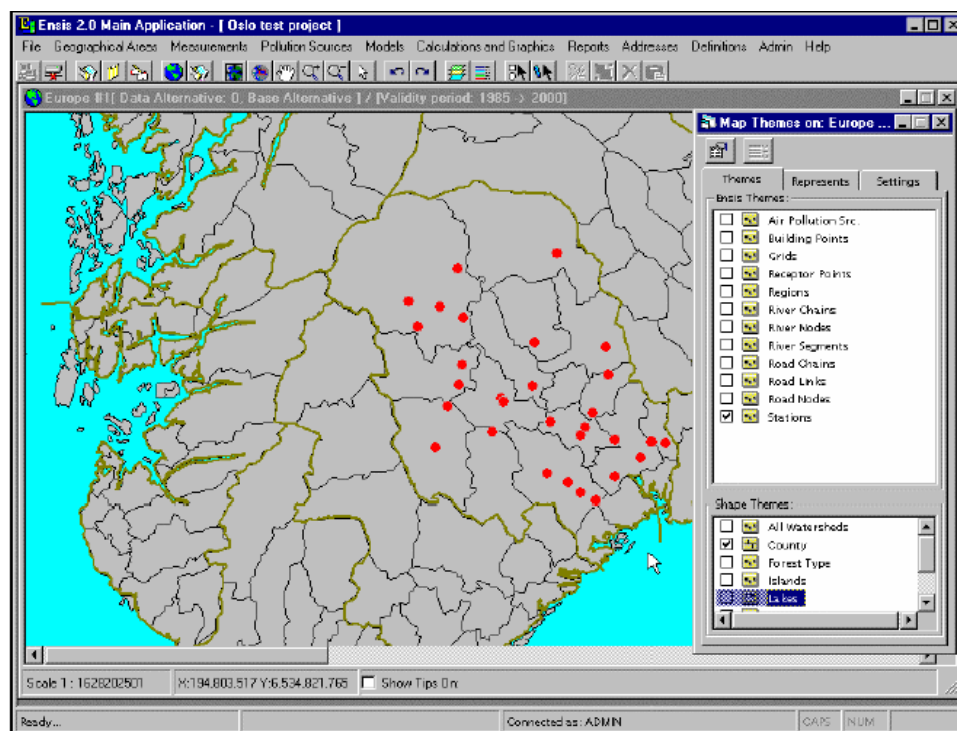 Ensis 2.0 Main Application - [ Oslo test project ]
File Geographical Areas Measurements Pollution Sources Models Calculations and Graphics Reports Addresses Definitions Admin Help
Europe #1[ Data Alternative: 0, Base Alternative ] / [Validity period: 1985 -> 2000]
Map Themes on: Europe ...
Themes Represents Settings
Ensis Themes:
Air Pollution Src.
Building Points
Grids
Receptor Points
Regions
River Chains
River Nodes
River Segments
Road Chains
Road Links
Road Nodes
Stations
Shape Themes:
All Watersheds
County
Forest Type
Islands
Lakes
Scale 1 : 1628202501 X:194.803.517 Y:6.534.821.765 Show Tips On:
Ready... Connected as: ADMIN CAPS NUM